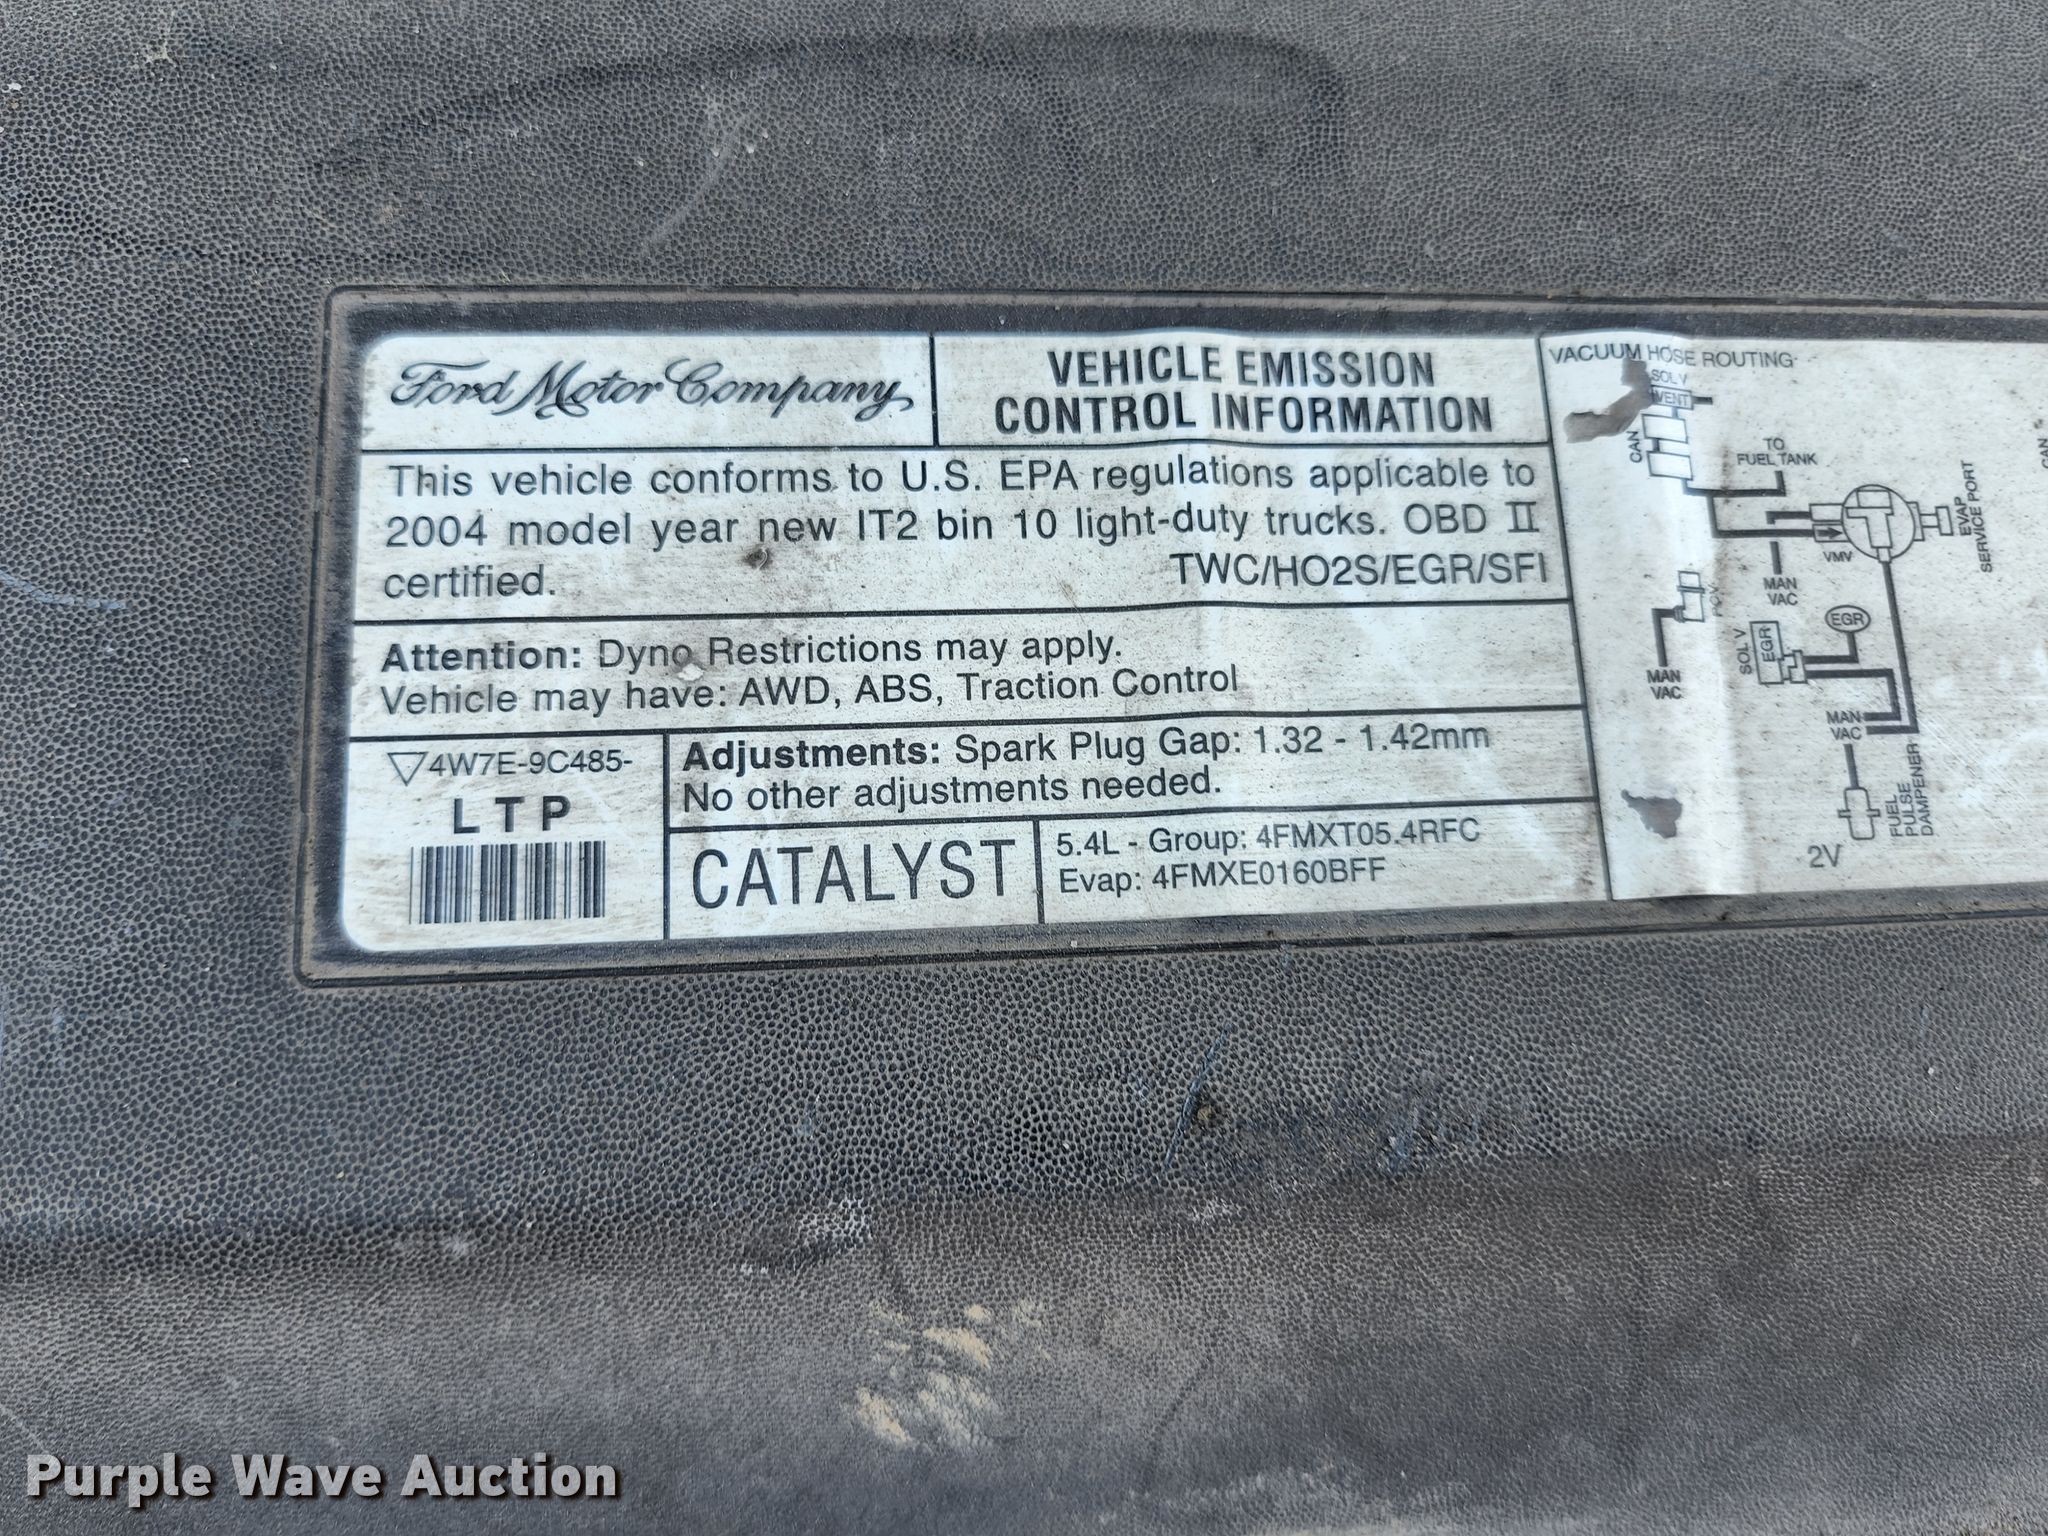 Ford Motor Company
VEHICLE EMISSION
CONTROL INFORMATION
This vehicle conforms to U.S. EPA regulations applicable to
2004 model year new IT2 bin 10 light-duty trucks. OBD II
certified.
TWC/HO2S/EGR/SFI
Attention: Dyno Restrictions may apply.
Vehicle may have: AWD, ABS, Traction Control
4W7E-9C485-
LTP
Adjustments: Spark Plug Gap: 1.32 - 1.42mm
No other adjustments needed.
CATALYST
5.4L - Group: 4FMXT05.4RFC
Evap: 4FMXE0160BFF
VACUUM HOSE ROUTING
SOL V
VENT
CAN
TO
FUEL TANK
VMV
EVAP
SERVICE PORT
MAN
VAC
PCV
MAN
VAC
SOL V
EGR
EGR
MAN
VAC
FUEL
PULSE
DAMPENER
2V
CAN
Purple Wave Auction